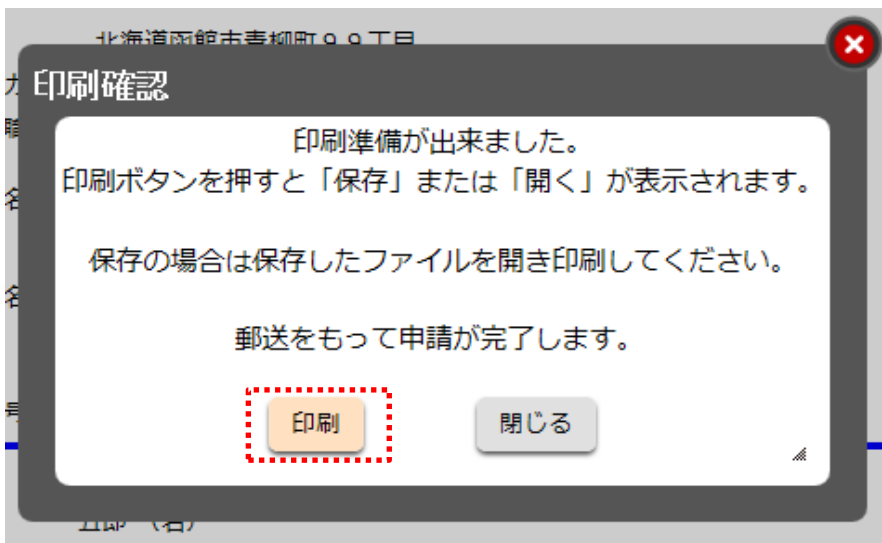 北海道函館市青柳町９９丁目
印刷確認
印刷準備が出来ました。
印刷ボタンを押すと「保存」または「開く」が表示されます。
保存の場合は保存したファイルを開き印刷してください。
郵送をもって申請が完了します。
印刷
閉じる
五郎 （名）